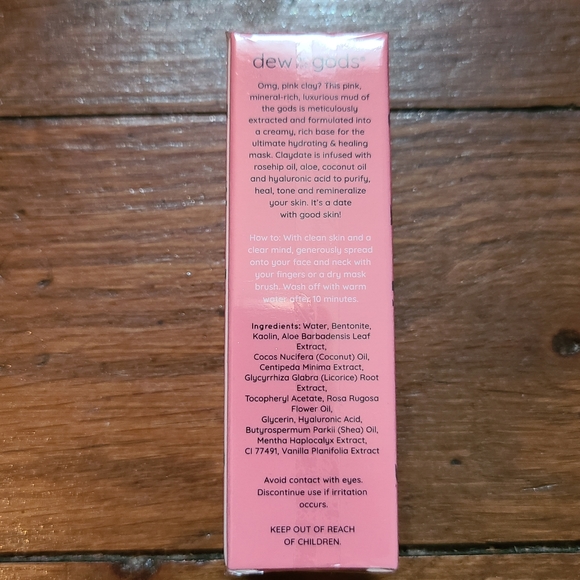 dew gods
Omg, pink clay? This pink,
mineral-rich, luxurious mud of
the gods is meticulously
extracted and formulated into
a creamy, rich base for the
ultimate hydrating & healing
mask. Claydate is infused with
rosehip oil, aloe, coconut oil
and hyaluronic acid to purify,
heal, tone and remineralize
your skin. It's a date
with good skin!
How to: With clean skin and a
clear mind, generously spread
onto your face and neck with
your fingers or a dry mask
brush. Wash off with warm
water after 10 minutes.
Ingredients: Water, Bentonite,
Kaolin, Aloe Barbadensis Leaf
Extract,
Cocos Nucifera (Coconut) Oil,
Centipeda Minima Extract,
Glycyrrhiza Glabra (Licorice) Root
Extract,
Tocopheryl Acetate, Rosa Rugosa
Flower Oil,
Glycerin, Hyaluronic Acid,
Butyrospermum Parkii (Shea) Oil,
Mentha Haplocalyx Extract,
CI 77491, Vanilla Planifolia Extract
Avoid contact with eyes.
Discontinue use if irritation
occurs.
KEEP OUT OF REACH
OF CHILDREN.